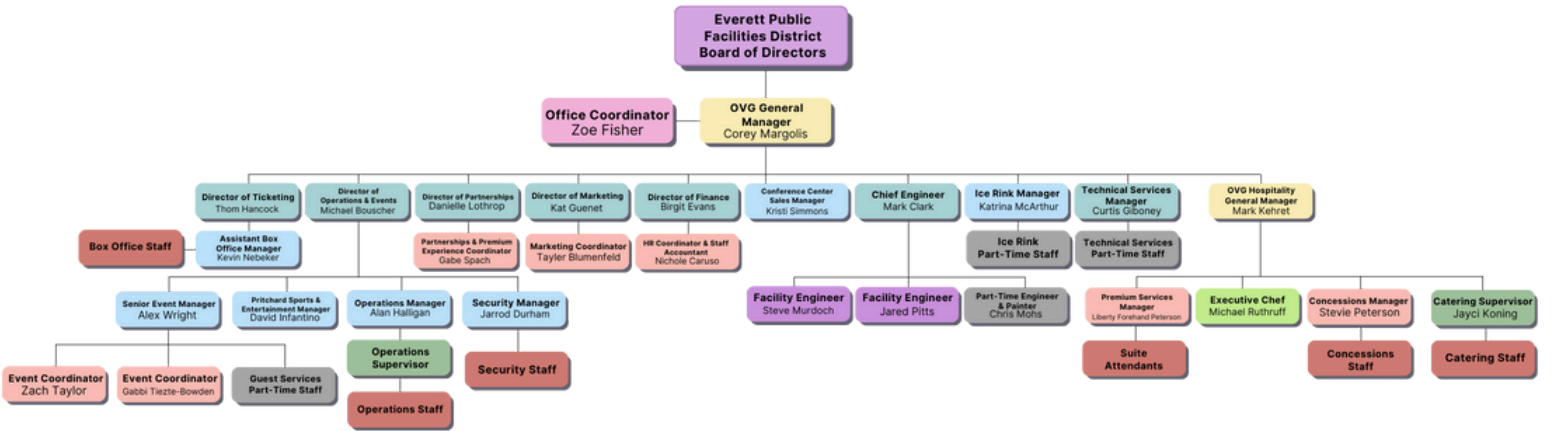 Everett Public
Facilities District
Board of Directors
Office Coordinator
Zoe Fisher
OVG General
Manager
Corey Margolis
Director of Ticketing
Thom Hancock
Director of
Operations & Events
Michael Bouscher
Director of Partnerships
Danielle Lothrop
Director of Marketing
Kat Guenet
Director of Finance
Birgit Evans
Conference Center
Sales Manager
Kristi Simmons
Chief Engineer
Mark Clark
Ice Rink Manager
Katrina McArthur
Technical Services
Manager
Curtis Giboney
OVG Hospitality
General Manager
Mark Kehret
Box Office Staff
Assistant Box
Office Manager
Kevin Nebeker
Partnerships & Premium
Experience Coordinator
Gabe Spach
Marketing Coordinator
Tayler Blumenfeld
HR Coordinator & Staff
Accountant
Nichole Caruso
Ice Rink
Part-Time Staff
Technical Services
Part-Time Staff
Senior Event Manager
Alex Wright
Pritchard Sports &
Entertainment Manager
David Infantino
Operations Manager
Alan Halligan
Security Manager
Jarrod Durham
Facility Engineer
Steve Murdoch
Facility Engineer
Jared Pitts
Part-Time Engineer
& Painter
Chris Mohs
Premium Services
Manager
Liberty Forehand Peterson
Executive Chef
Michael Ruthruff
Concessions Manager
Stevie Peterson
Catering Supervisor
Jayci Koning
Event Coordinator
Zach Taylor
Event Coordinator
Gabbi Tiezte-Bowden
Guest Services
Part-Time Staff
Operations
Supervisor
Operations Staff
Security Staff
Suite
Attendants
Concessions
Staff
Catering Staff